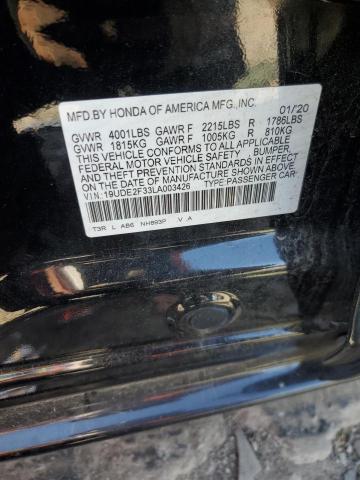 MFD.BY HONDA OF AMERICA MFG.,INC. 01/20
GVWR 4001LBS GAWR F 2215LBS R 1786LBS
GVWR 1815KG GAWR F 1005KG R 810KG
THIS VEHICLE CONFORMS TO ALL APPLICABLE
FEDERAL MOTOR VEHICLE SAFETY, BUMPER,
AND THEFT PREVENTION STANDARDS IN EFFECT
ON THE DATE OF MANUFACTURE SHOWN ABOVE.
VIN:19UDE2F33LA003426 TYPE:PASSENGER CAR
T3R L AB6 NH893P V .A